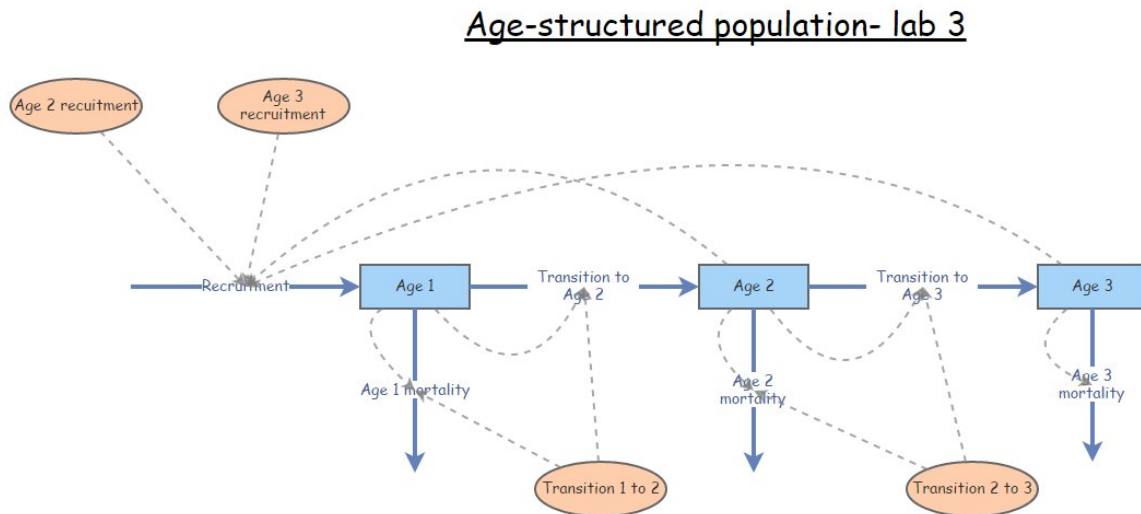 Age-structured population- lab 3
Age 2 recuitment
Age 3
recruitment
Recruitment
Age 1
Transition to
Age 2
Age 2
Transition to
Age 3
Age 3
Age 1 mortality
Age 2
mortality
Age 3
mortality
Transition 1 to 2
Transition 2 to 3